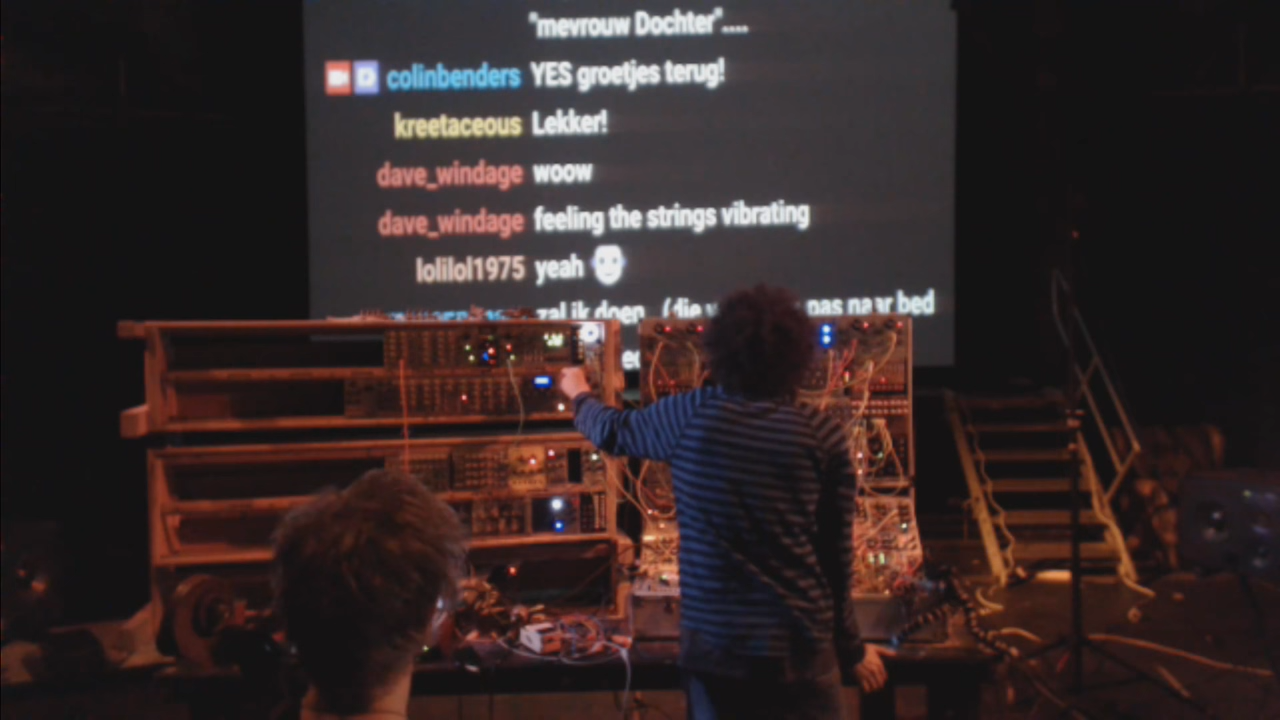 "mevrouw Dochter"....
colinbenders YES groetjes terug!
kreetaceous Lekker!
dave_windage woow
dave_windage feeling the strings vibrating
lolilol1975 yeah
zal ik doen (die pas naar bed